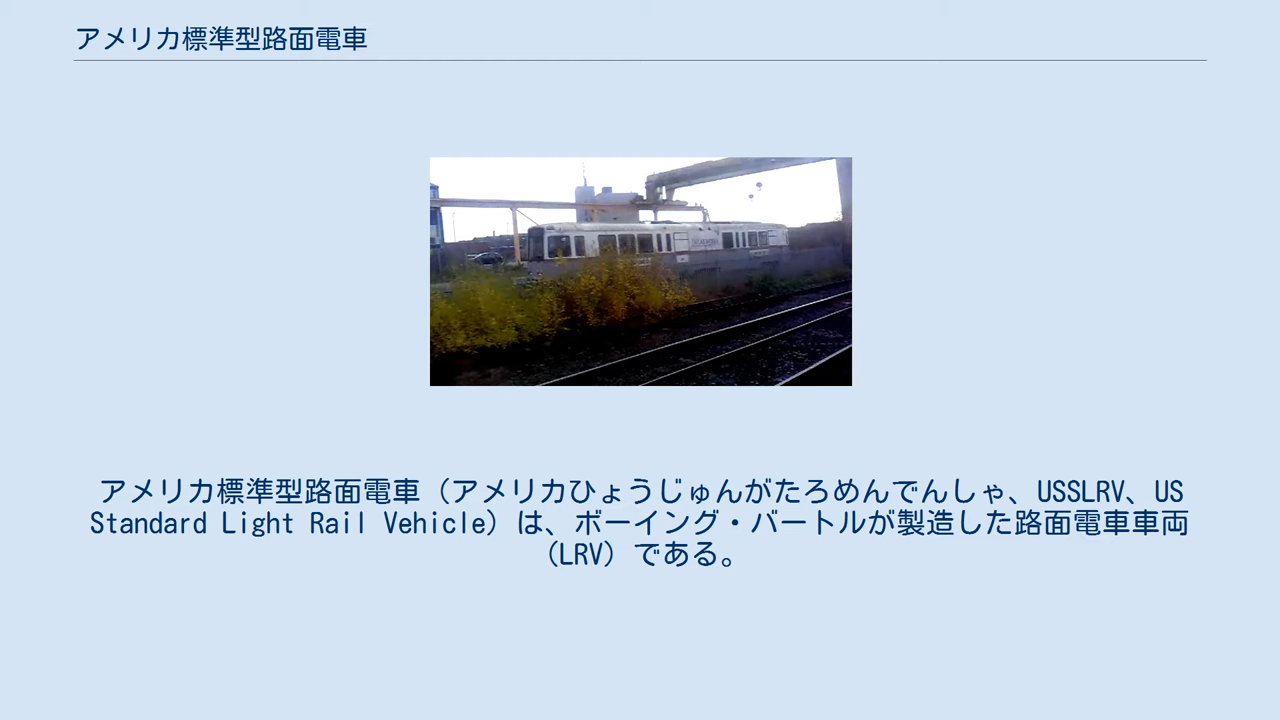 アメリカ標準型路面電車
アメリカ標準型路面電車（アメリカひょうじゅんがたろめんでんしゃ、USSLRV、US
Standard Light Rail Vehicle）は、ボーイング・バートルが製造した路面電車車両
（LRV）である。